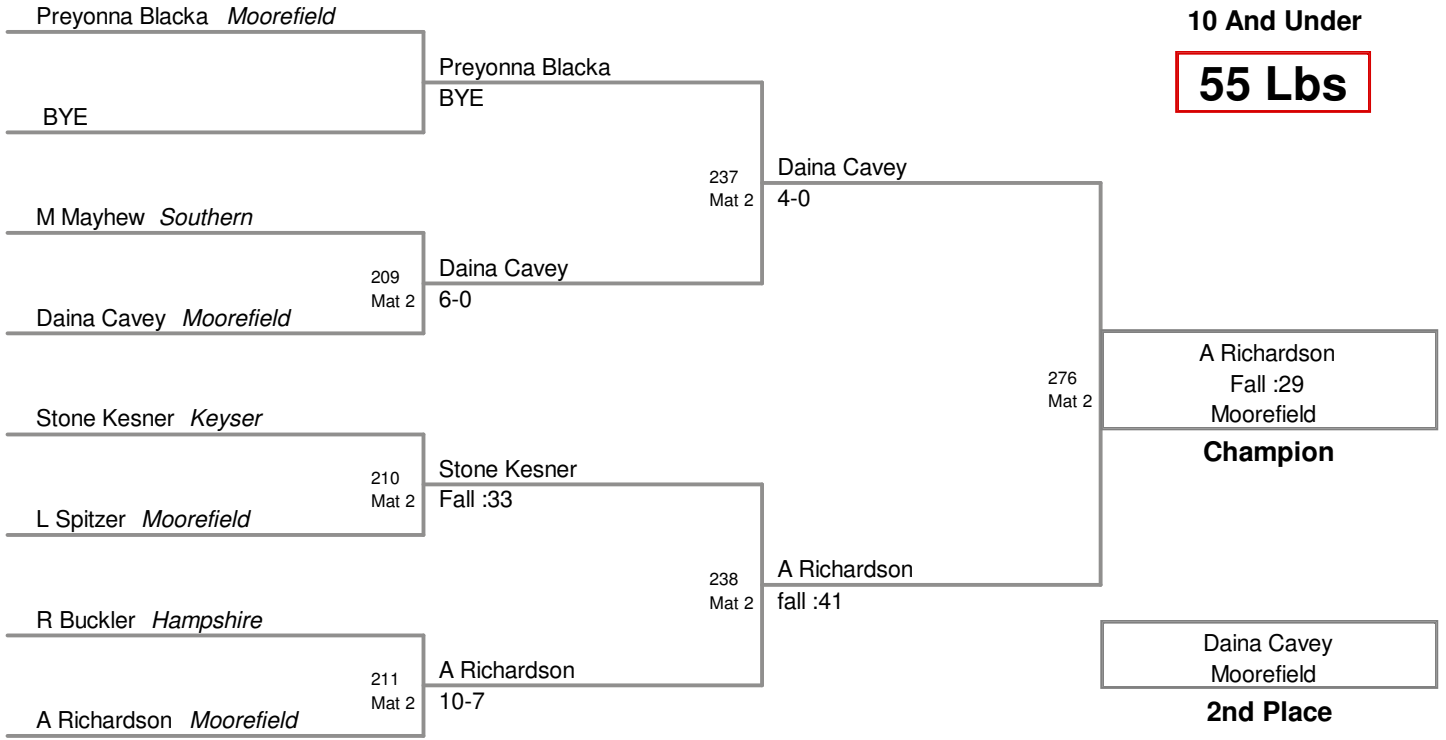 Preyonna Blacka Moorefield
10 And Under
55 Lbs
Preyonna Blacka
BYE
BYE
237
Mat 2
Daina Cavey
4-0
M Mayhew Southern
209
Mat 2
Daina Cavey
6-0
Daina Cavey Moorefield
276
Mat 2
A Richardson
Fall :29
Moorefield
Champion
Stone Kesner Keyser
210
Mat 2
Stone Kesner
Fall :33
L Spitzer Moorefield
238
Mat 2
A Richardson
fall :41
R Buckler Hampshire
211
Mat 2
A Richardson
10-7
A Richardson Moorefield
Daina Cavey
Moorefield
2nd Place